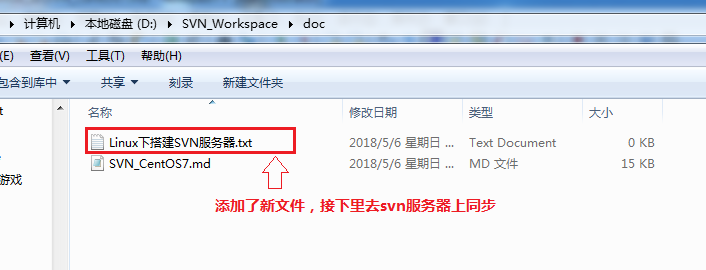 计算机 ▸ 本地磁盘 (D:) ▸ SVN_Workspace ▸ doc
(E) 查看(V) 工具(T) 帮助(H)
包含到库中 共享 刻录 新建文件夹
名称 修改日期 类型 大小
Linux下搭建SVN服务器.txt 2018/5/6 星期日 ... Text Document 0 KB
SVN_CentOS7.md 2018/5/6 星期日 ... MD 文件 15 KB
游戏
添加了新文件，接下里去svn服务器上同步